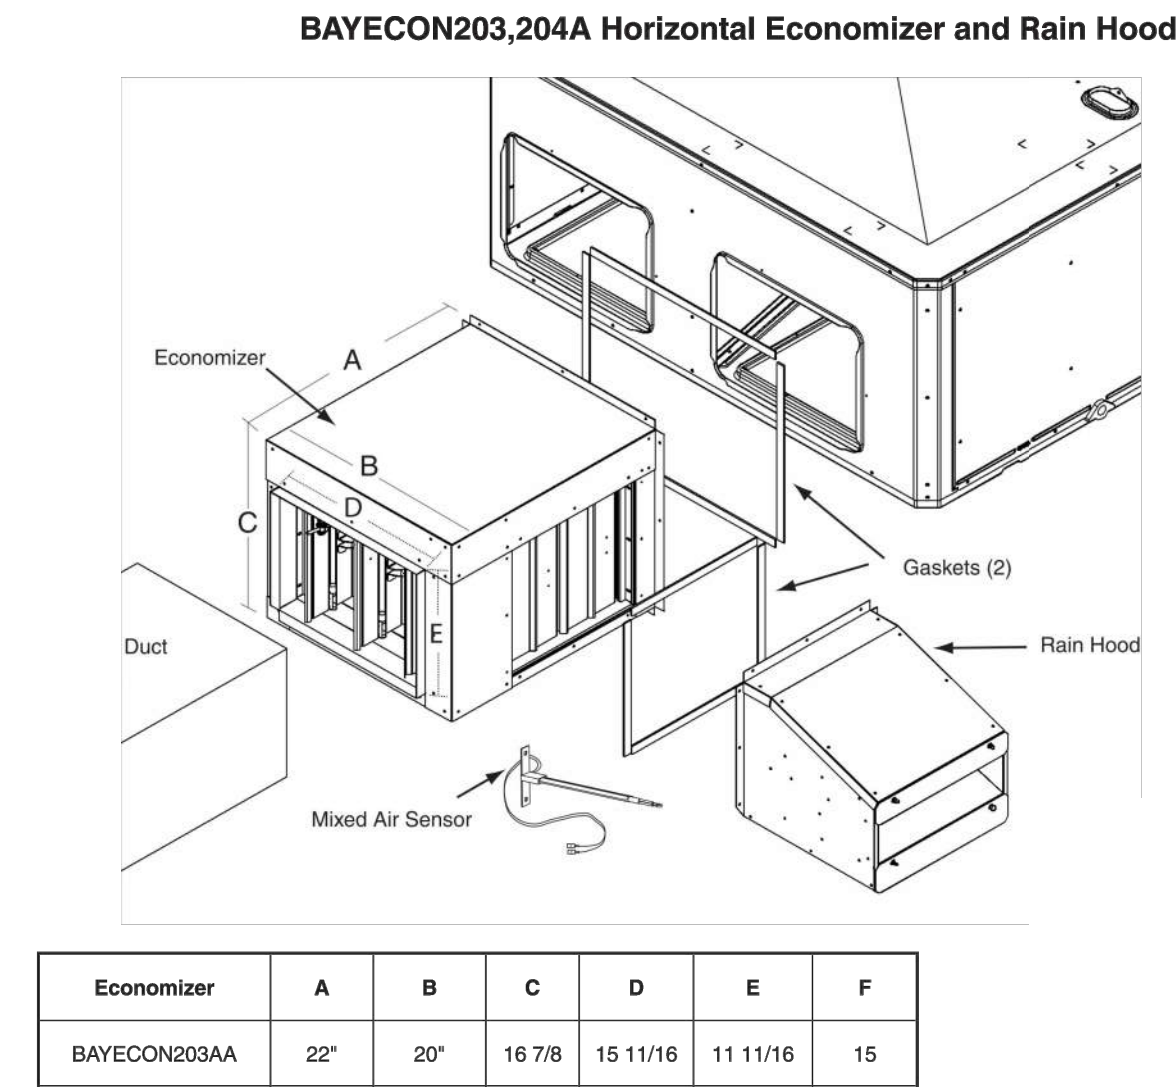 BAYECON203,204A Horizontal Economizer and Rain Hood
Economizer
A
B
D
C
E
Gaskets (2)
Duct
Rain Hood
Mixed Air Sensor
Economizer A B C D E F
BAYECON203AA 22" 20" 16 7/8 15 11/16 11 11/16 15